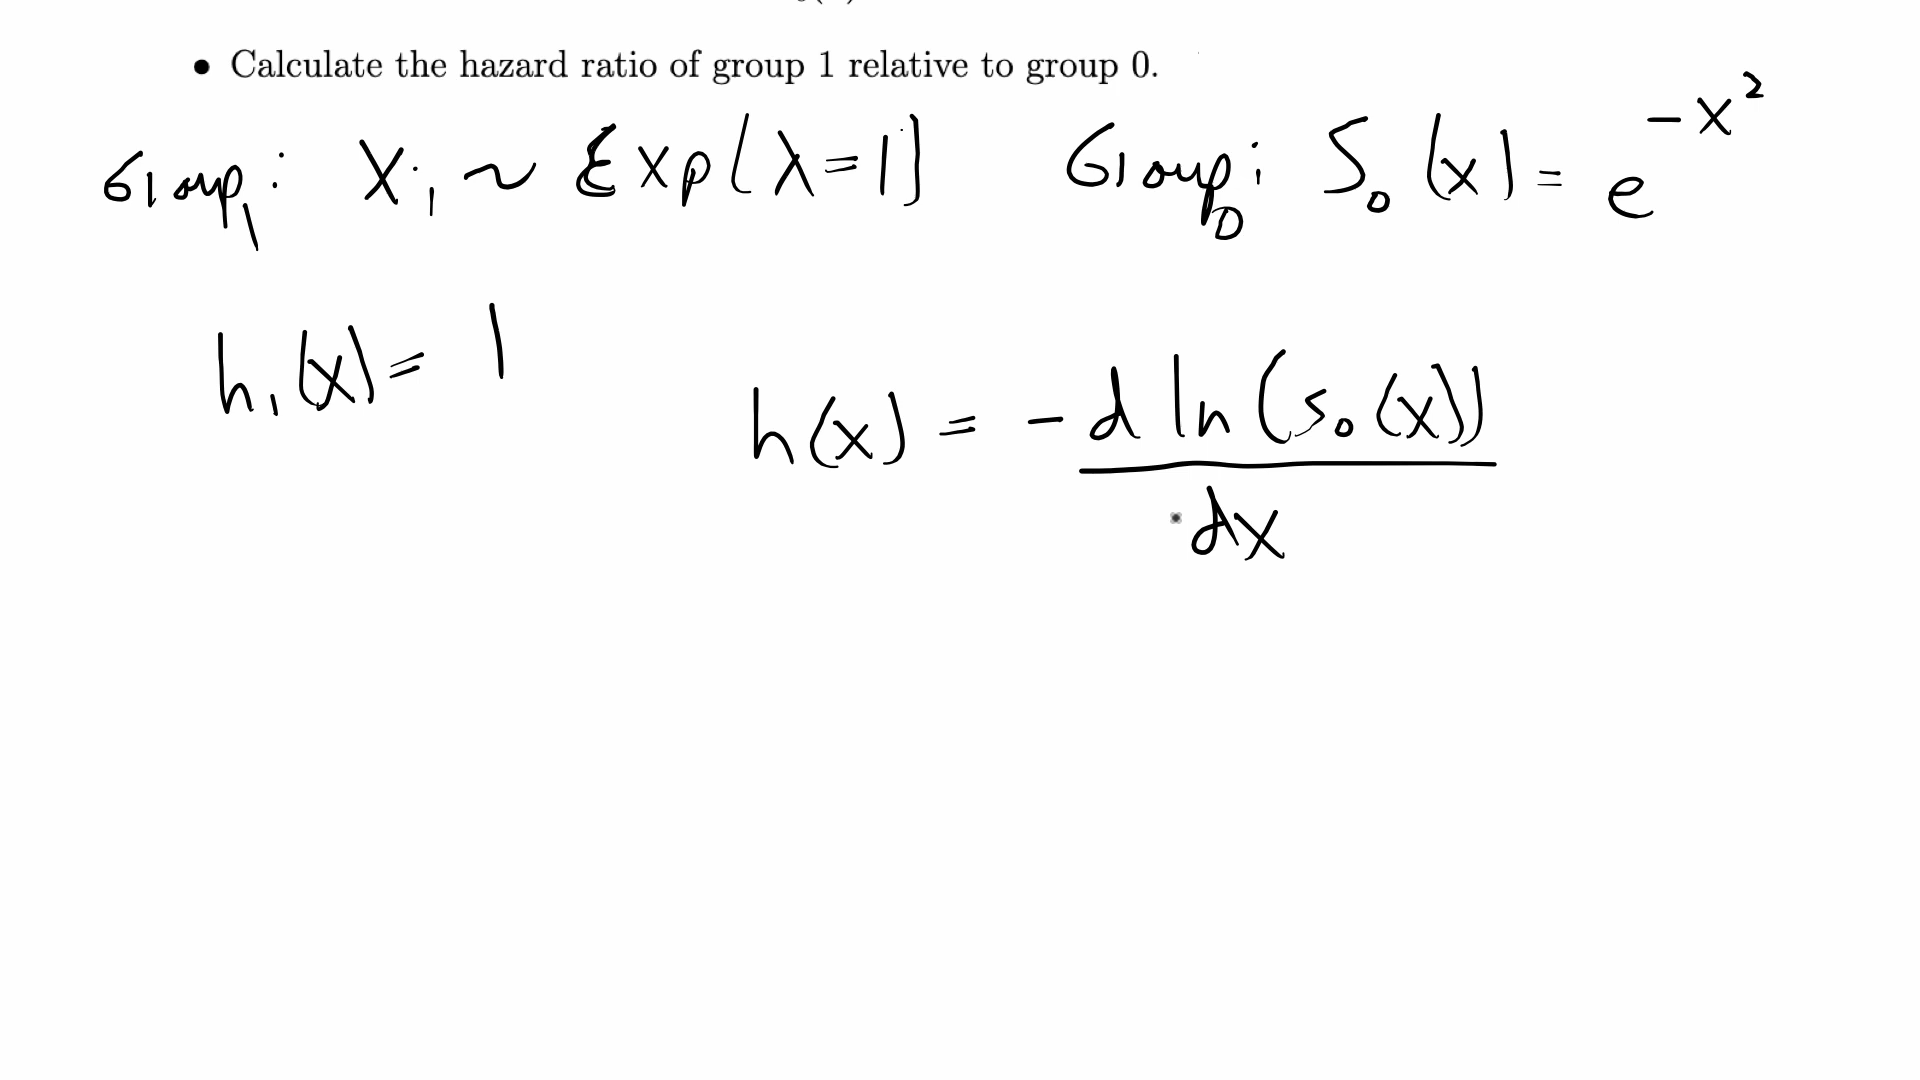 • Calculate the hazard ratio of group 1 relative to group 0.
Group₁: X₁ ~ Exp(λ=1) Group₀: S₀(x) = e^{-x²}
h₁(x) = 1
h(x) = - d ln(S₀(x))
dx